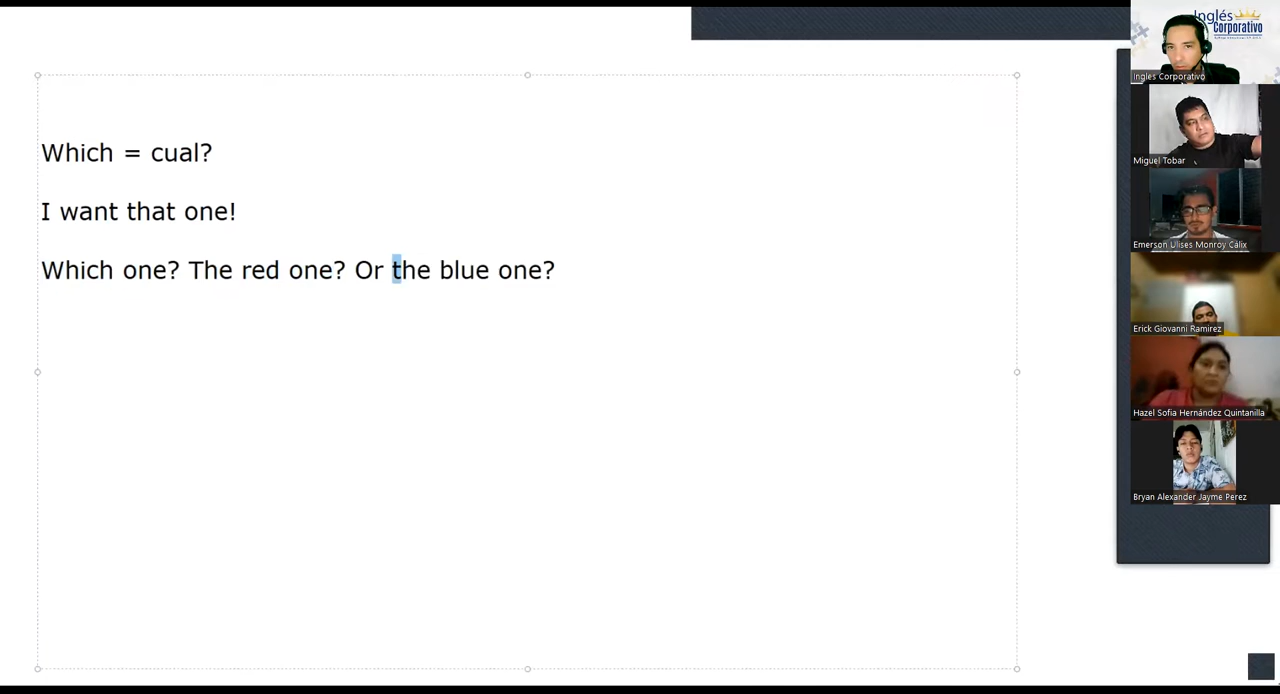 Which = cual?
I want that one!
Which one? The red one? Or the blue one?
Inglés
Corporativo
Ingles Corporativo
Miguel Tobar
Emerson Ulises Monroy Cálix
Erick Giovanni Ramirez
Hazel Sofia Hernández Quintanilla
Bryan Alexander Jayme Perez